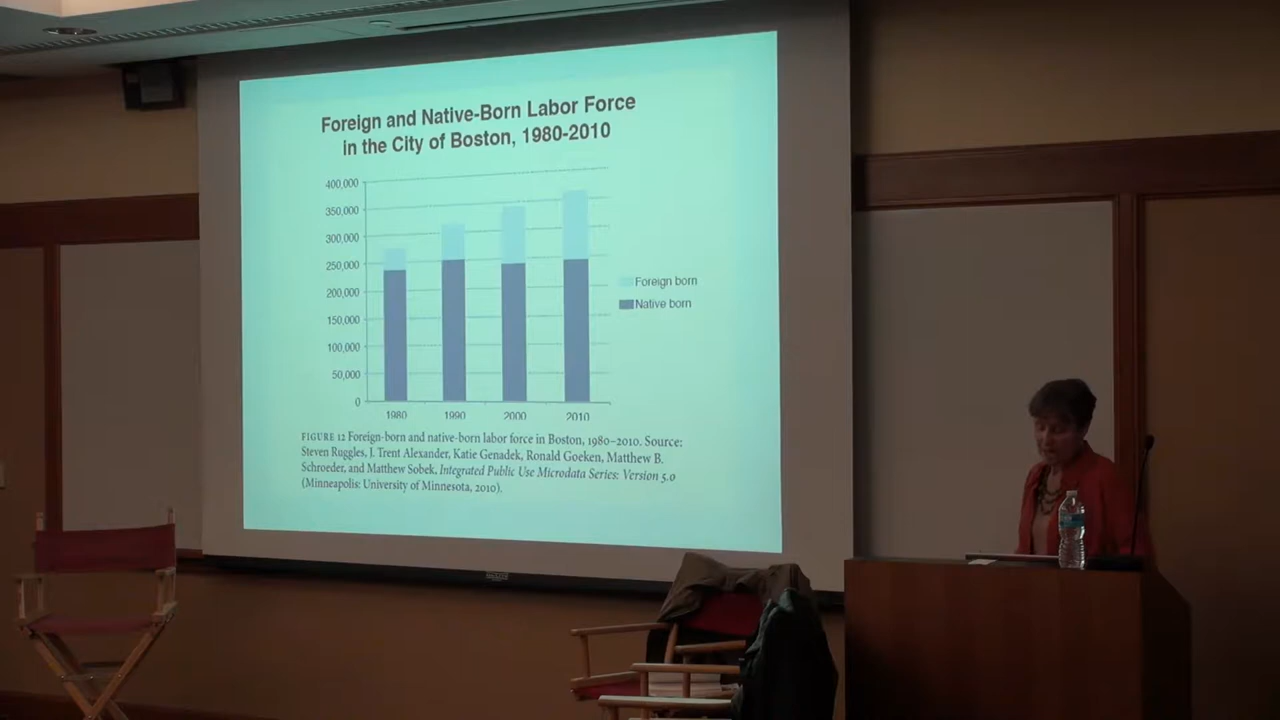 Foreign and Native-Born Labor Force
in the City of Boston, 1980-2010
400,000
350,000
300,000
250,000
200,000
150,000
100,000
50,000
0
1980
1990
2000
2010
Foreign born
Native born
FIGURE 12 Foreign-born and native-born labor force in Boston, 1980–2010. Source:
Steven Ruggles, J. Trent Alexander, Katie Genadek, Ronald Goeken, Matthew B.
Schroeder, and Matthew Sobek, Integrated Public Use Microdata Series: Version 5.0
(Minneapolis: University of Minnesota, 2010).